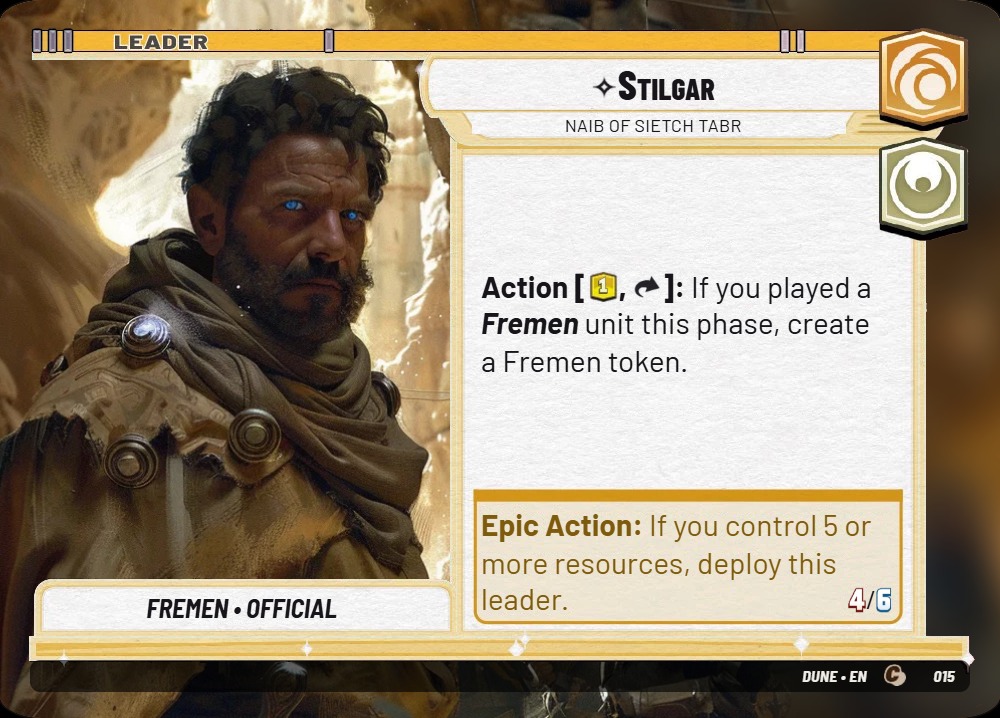 LEADER
STILGAR
NAIB OF SIETCH TABR
Action [1, ]: If you played a
Fremen unit this phase, create
a Fremen token.
Epic Action: If you control 5 or
more resources, deploy this
leader.
4/6
FREMEN • OFFICIAL
DUNE • EN C 015